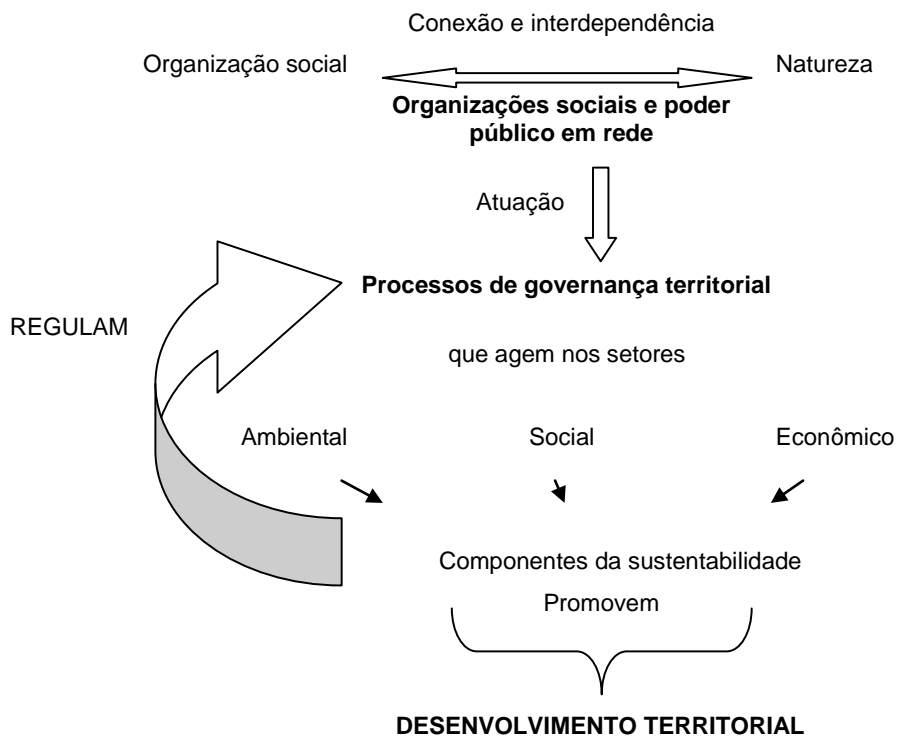 Conexão e interdependência
Organização social
Natureza
Organizações sociais e poder
público em rede
Atuação
Processos de governança territorial
REGULAM
que agem nos setores
Ambiental
Social
Econômico
Componentes da sustentabilidade
Promovem
DESENVOLVIMENTO TERRITORIAL